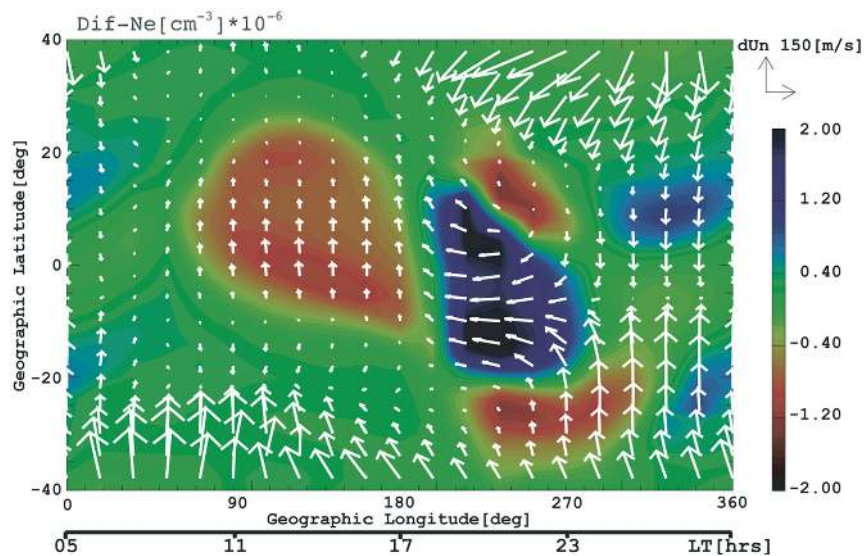 Dif-Ne[cm⁻³]*10⁻⁶
dUn 150[m/s]
40
20
0
-20
-40
Geographic Latitude[deg]
2.00
1.20
0.40
-0.40
-1.20
-2.00
0 90 180 270 360
Geographic Longitude[deg]
05 11 17 23 LT[hrs]